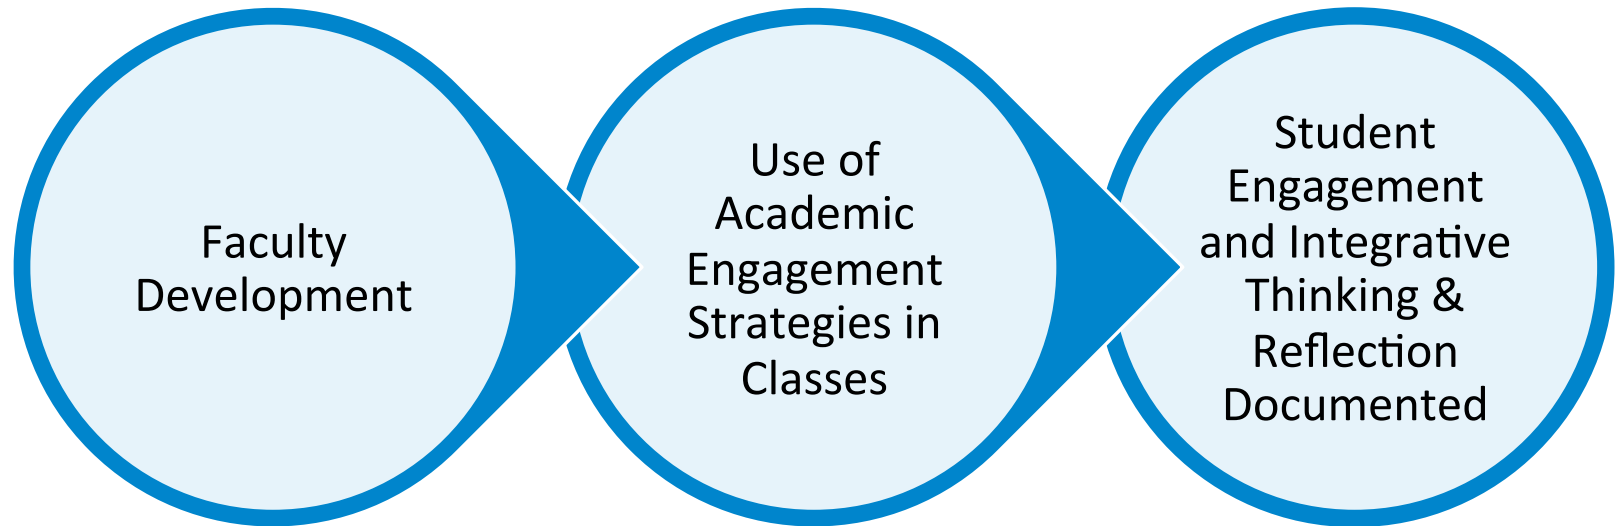 Faculty
Development
Use of
Academic
Engagement
Strategies in
Classes
Student
Engagement
and Integrative
Thinking &
Reflection
Documented